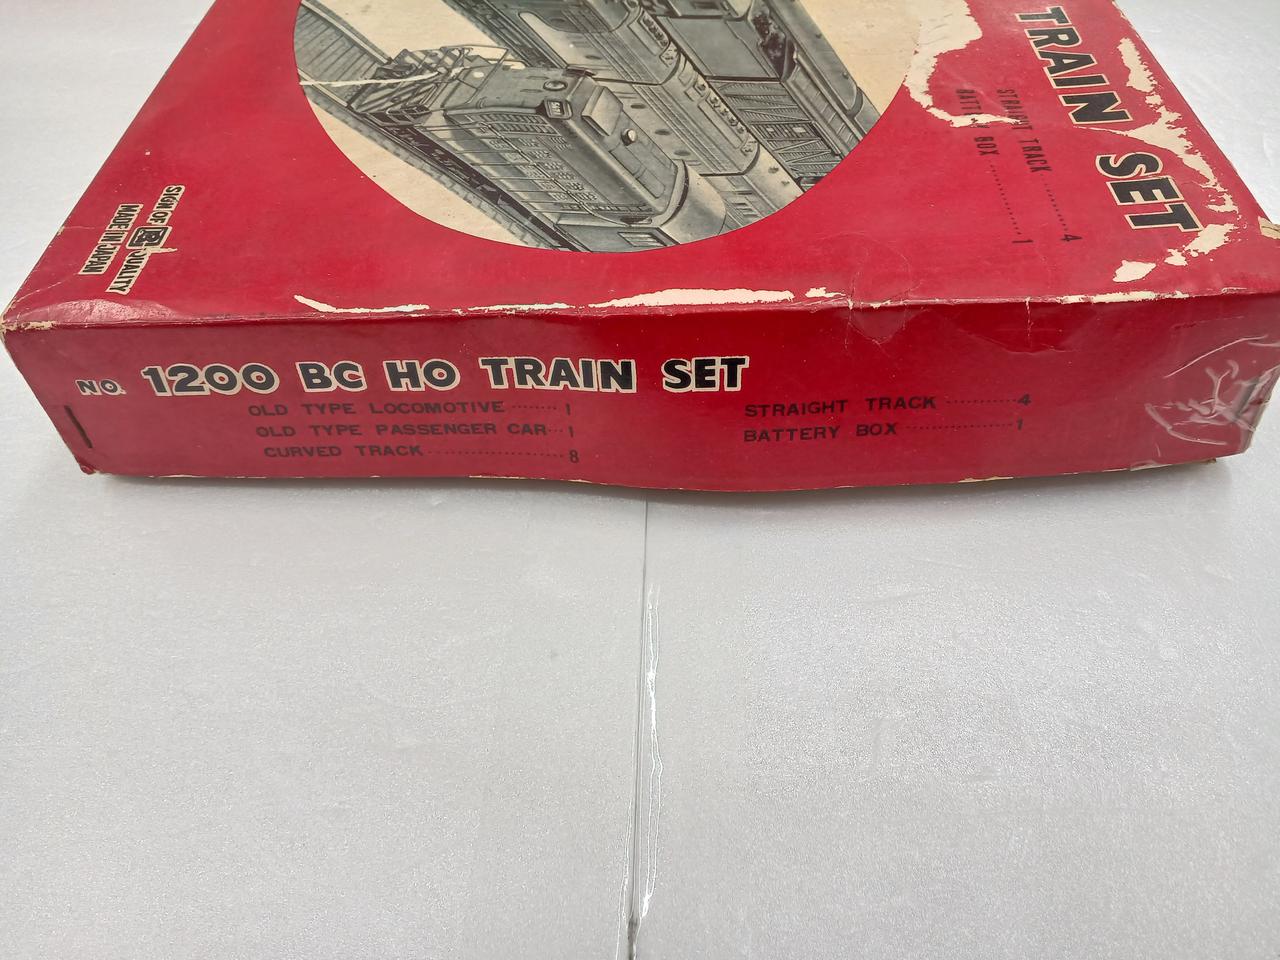 TRAIN SET
STRAIGHT TRACK ········ 4
BOX ············ 1
SIGN OF QUALITY
MADE IN JAPAN
NO. 1200 BC HO TRAIN SET
OLD TYPE LOCOMOTIVE ········ 1
OLD TYPE PASSENGER CAR ··· 1
CURVED TRACK ···················· 8
STRAIGHT TRACK ·········· 4
BATTERY BOX ··············· 1